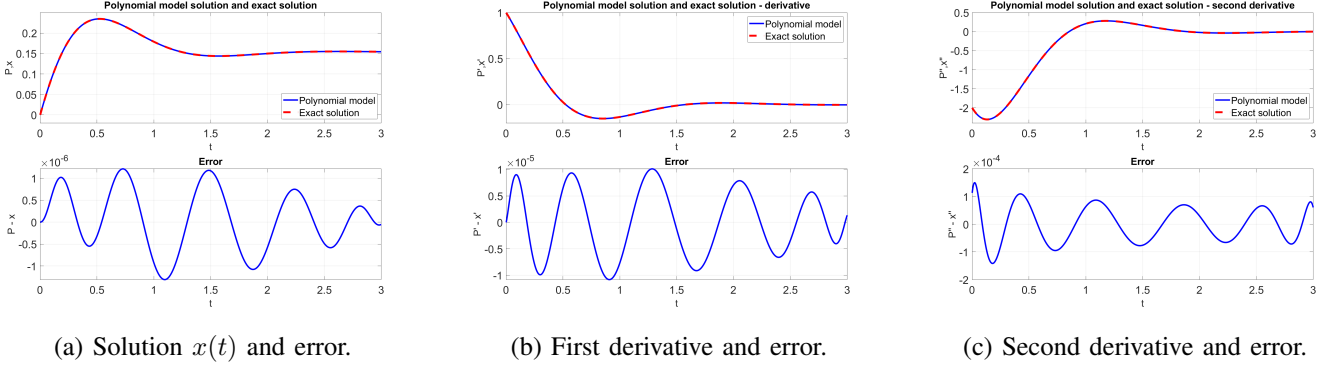 Polynomial model solution and exact solution
P,x
0.2
0.15
0.1
0.05
0
Polynomial model
Exact solution
0 0.5 1 1.5 2 2.5 3
t
×10⁻⁶
Error
P - x
1
0.5
0
-0.5
-1
0 0.5 1 1.5 2 2.5 3
t
(a) Solution x(t) and error.
Polynomial model solution and exact solution - derivative
P',x'
1
0.5
0
Polynomial model
Exact solution
0 0.5 1 1.5 2 2.5 3
t
×10⁻⁵
Error
P' - x'
1
0.5
0
-0.5
-1
0 0.5 1 1.5 2 2.5 3
t
(b) First derivative and error.
Polynomial model solution and exact solution - second derivative
P'',x''
0.5
0
-0.5
-1
-1.5
-2
Polynomial model
Exact solution
0 0.5 1 1.5 2 2.5 3
t
×10⁻⁴
Error
P'' - x''
2
1
0
-1
-2
0 0.5 1 1.5 2 2.5 3
t
(c) Second derivative and error.